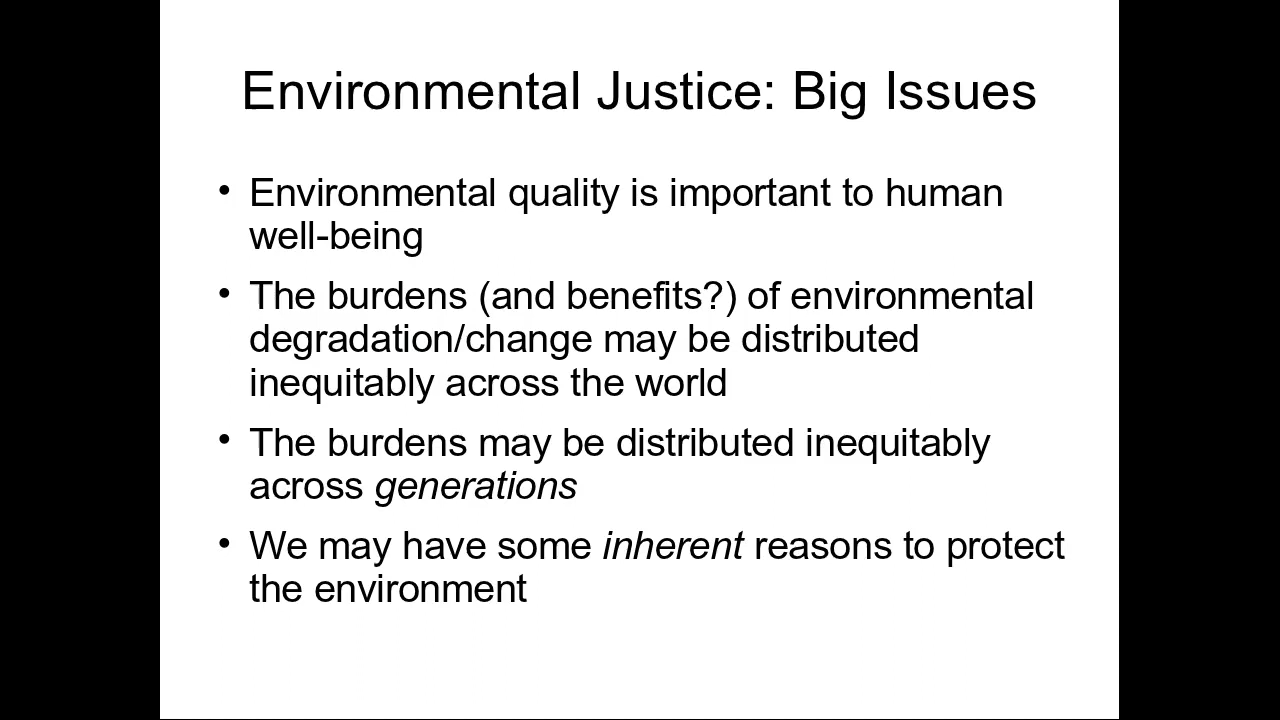 Environmental Justice: Big Issues
• Environmental quality is important to human
well-being
• The burdens (and benefits?) of environmental
degradation/change may be distributed
inequitably across the world
• The burdens may be distributed inequitably
across generations
• We may have some inherent reasons to protect
the environment